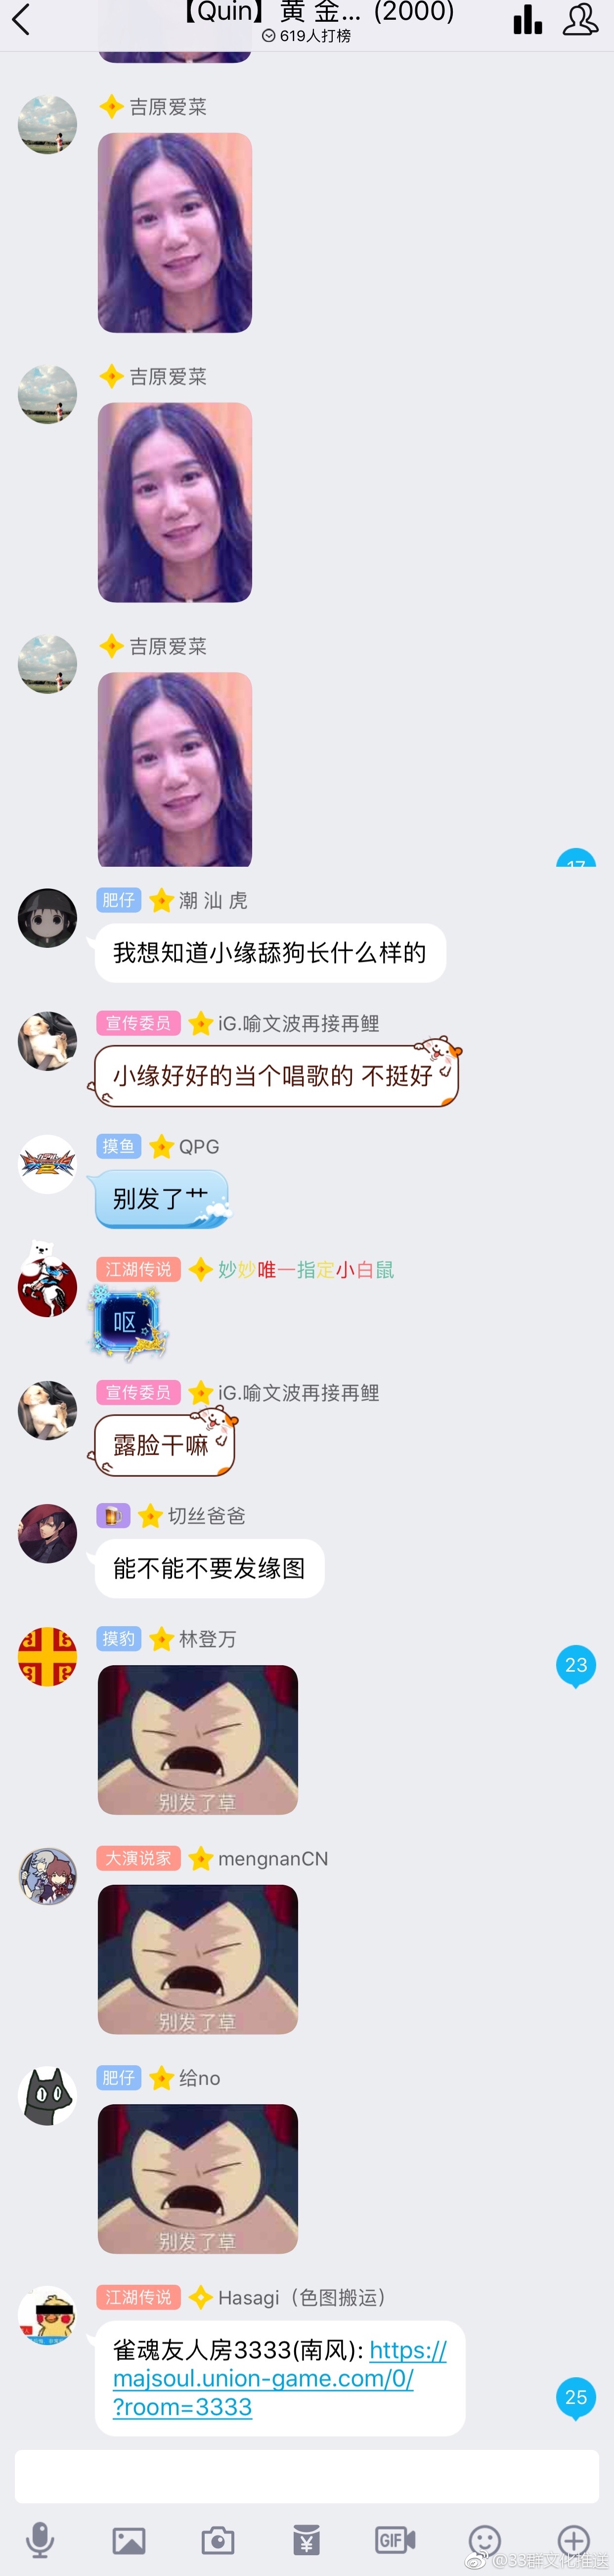 【Quin】黄 金... (2000)
619人打榜
吉原爱菜
吉原爱菜
吉原爱菜
17
肥仔 潮 汕 虎
我想知道小缘舔狗长什么样的
宣传委员 iG.喻文波再接再鲤
小缘好好的当个唱歌的 不挺好
摸鱼 QPG
别发了艹
江湖传说 妙妙唯一指定小白鼠
呕
宣传委员 iG.喻文波再接再鲤
露脸干嘛
切丝爸爸
能不能不要发缘图
摸豹 林登万
23
别发了草
大演说家 mengnanCN
别发了草
肥仔 给no
别发了草
江湖传说 Hasagi（色图搬运）
雀魂友人房3333(南风): https://
majsoul.union-game.com/0/
?room=3333
25
GIF
@33群文化推送